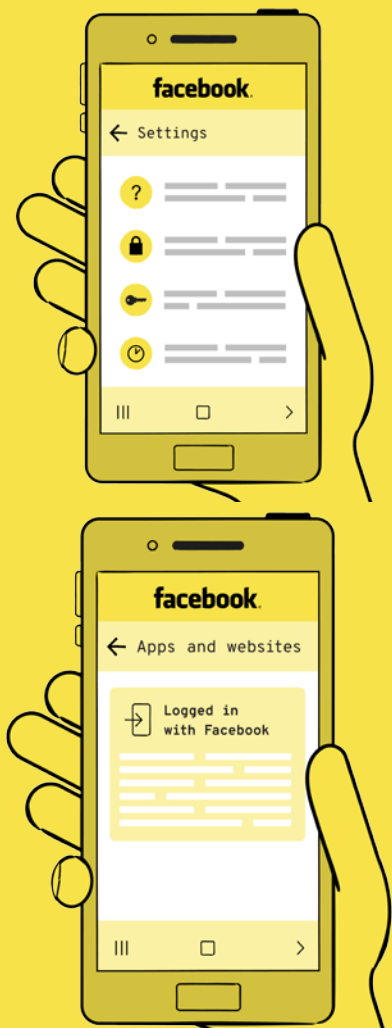 facebook.
← Settings
?
facebook.
← Apps and websites
Logged in
with Facebook